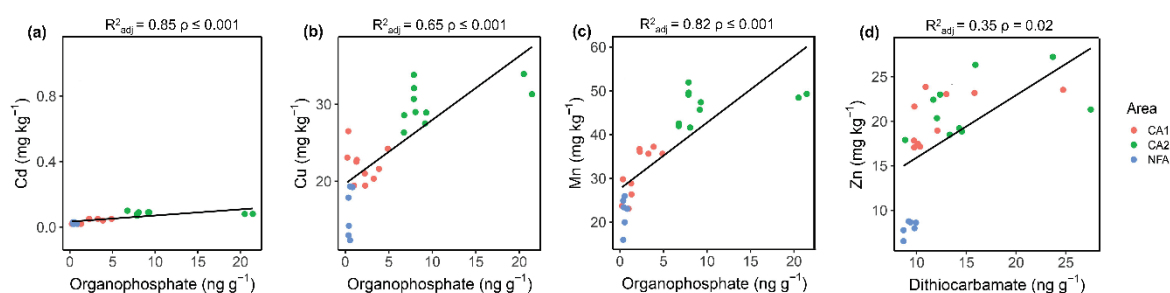 (a)
R²adj = 0.85 ρ ≤ 0.001
Cd (mg kg⁻¹)
0.8
0.4
0.0
0 5 10 15 20
Organophosphate (ng g⁻¹)
(b)
R²adj = 0.65 ρ ≤ 0.001
Cu (mg kg⁻¹)
30
20
0 5 10 15 20
Organophosphate (ng g⁻¹)
(c)
R²adj = 0.82 ρ ≤ 0.001
Mn (mg kg⁻¹)
60
50
40
30
20
10
0 5 10 15 20
Organophosphate (ng g⁻¹)
(d)
R²adj = 0.35 ρ = 0.02
Zn (mg kg⁻¹)
25
20
15
10
10 15 20 25
Dithiocarbamate (ng g⁻¹)
Area
CA1
CA2
NFA